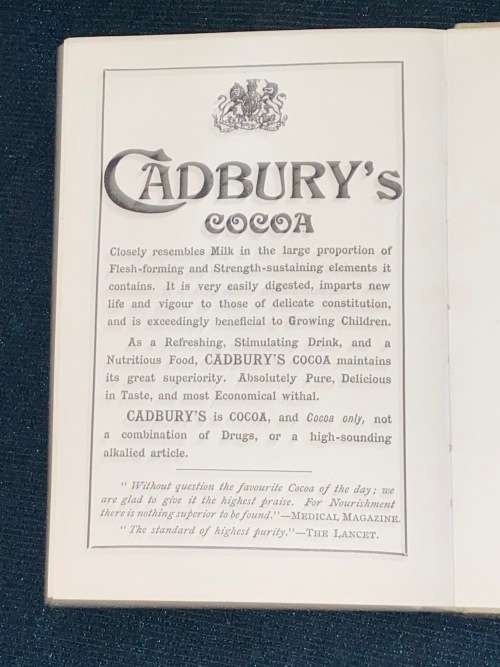 CADBURY'S
COCOA
Closely resembles Milk in the large proportion of
Flesh-forming and Strength-sustaining elements it
contains. It is very easily digested, imparts new
life and vigour to those of delicate constitution,
and is exceedingly beneficial to Growing Children.
As a Refreshing, Stimulating Drink, and a
Nutritious Food, CADBURY'S COCOA maintains
its great superiority. Absolutely Pure, Delicious
in Taste, and most Economical withal.
CADBURY'S is COCOA, and Cocoa only, not
a combination of Drugs, or a high-sounding
alkalied article.
"Without question the favourite Cocoa of the day; we
are glad to give it the highest praise. For Nourishment
there is nothing superior to be found."—MEDICAL MAGAZINE.
"The standard of highest purity."—THE LANCET.